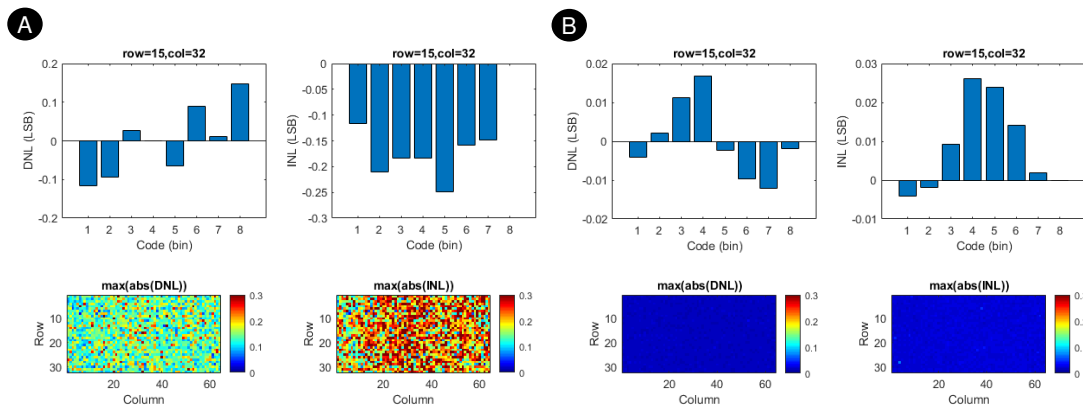 A
B
row=15,col=32
0.2
0.1
0
-0.1
-0.2
DNL (LSB)
1 2 3 4 5 6 7 8
Code (bin)
row=15,col=32
0
-0.05
-0.1
-0.15
-0.2
-0.25
-0.3
INL (LSB)
1 2 3 4 5 6 7 8
Code (bin)
row=15,col=32
0.02
0.01
0
-0.01
-0.02
DNL (LSB)
1 2 3 4 5 6 7 8
Code (bin)
row=15,col=32
0.03
0.02
0.01
0
-0.01
INL (LSB)
1 2 3 4 5 6 7 8
Code (bin)
max(abs(DNL))
10
20
30
Row
20 40 60
Column
0.3
0.2
0.1
0
max(abs(INL))
10
20
30
Row
20 40 60
Column
0.3
0.2
0.1
0
max(abs(DNL))
10
20
30
Row
20 40 60
Column
0.3
0.2
0.1
0
max(abs(INL))
10
20
30
Row
20 40 60
Column
0